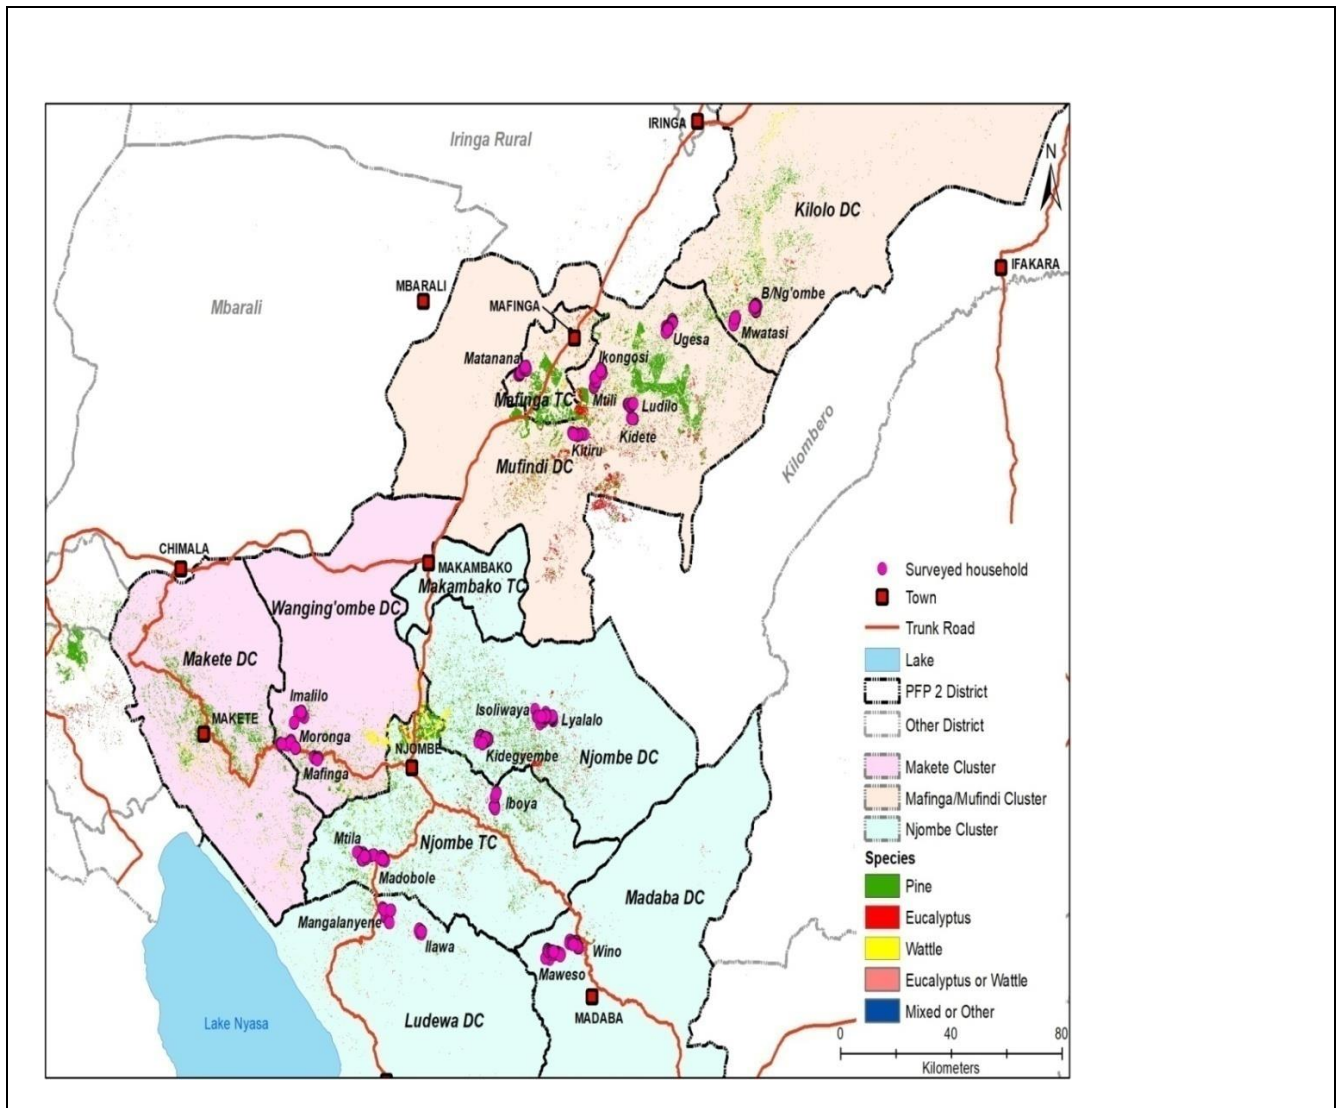 IRINGA
Iringa Rural
N
Kilolo DC
IFAKARA
MBARALI
B/Ng'ombe
Mbarali
MAFINGA
Mwatasi
Ugesa
Matanana
Ikongosi
Mafinga TC
Mtili
Ludilo
Kidete
Kitiru
Kilombero
Mufindi DC
CHIMALA
MAKAMBAKO
Makambako TC
Wanging'ombe DC
Makete DC
Imalilo
MAKETE
Moronga
Mafinga
NJOMBE
Isoliwaya
Lyalalo
Kidegyembe
Njombe DC
Iboya
Mtila
Njombe TC
Madobole
Madaba DC
Mangalanyene
Ilawa
Wino
Maweso
MADABA
Ludewa DC
Lake Nyasa
Surveyed household
Town
Trunk Road
Lake
PFP 2 District
Other District
Makete Cluster
Mafinga/Mufindi Cluster
Njombe Cluster
Species
Pine
Eucalyptus
Wattle
Eucalyptus or Wattle
Mixed or Other
0 40 80
Kilometers